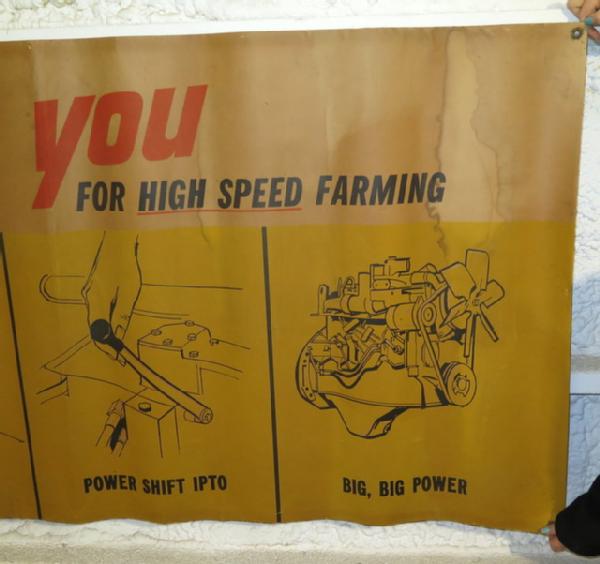 you
FOR HIGH SPEED FARMING
POWER SHIFT IPTO
BIG, BIG POWER